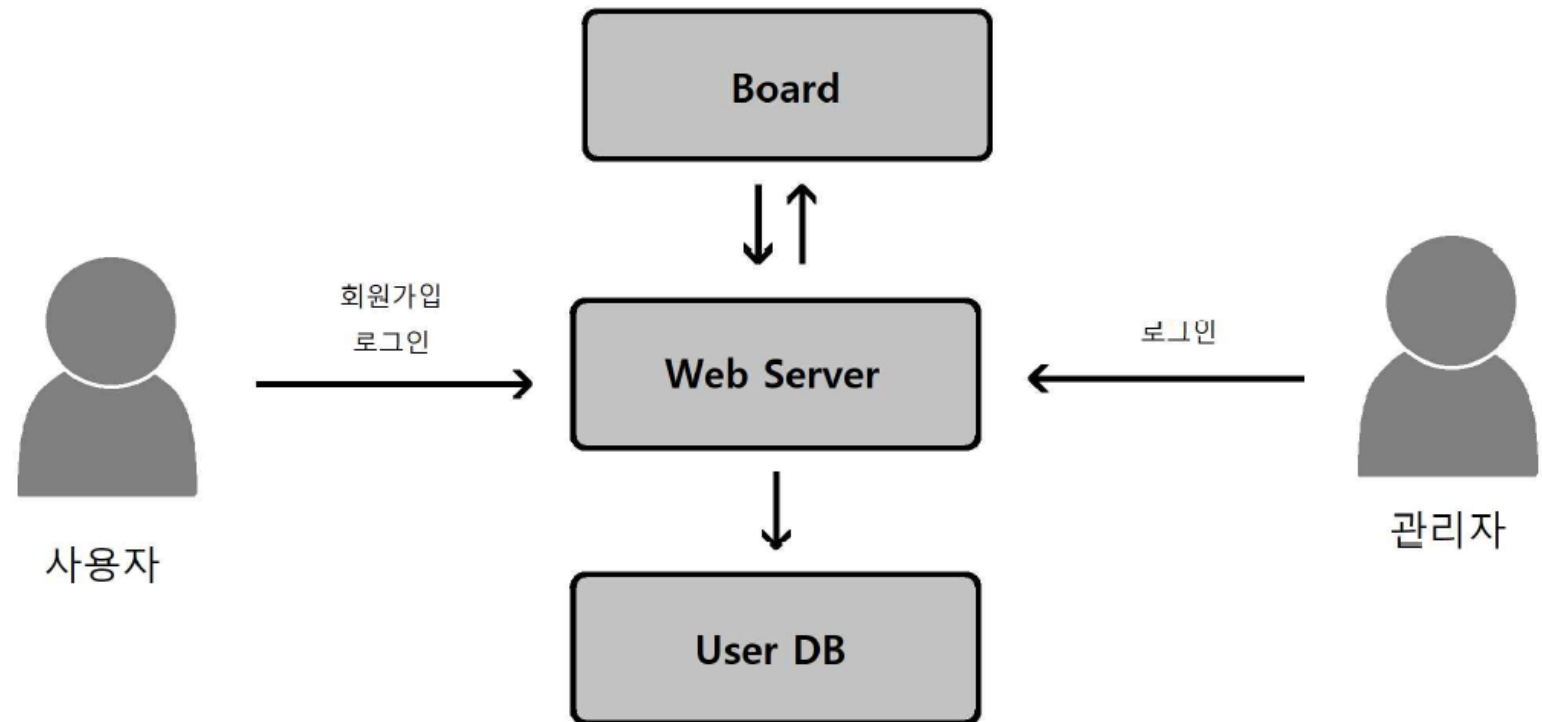 Board
회원가입
로그인
로그인
Web Server
사용자
관리자
User DB